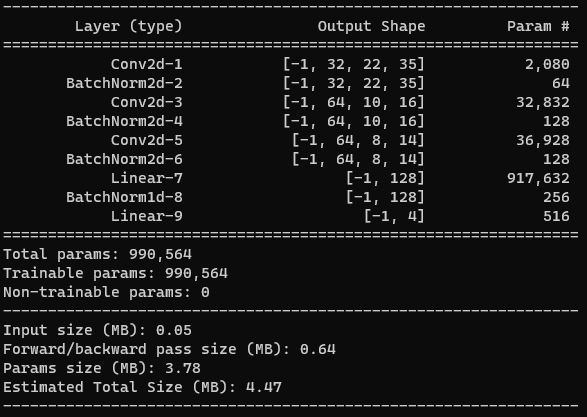 ----------------------------------------------------------------
Layer (type) Output Shape Param #
================================================================
Conv2d-1 [-1, 32, 22, 35] 2,080
BatchNorm2d-2 [-1, 32, 22, 35] 64
Conv2d-3 [-1, 64, 10, 16] 32,832
BatchNorm2d-4 [-1, 64, 10, 16] 128
Conv2d-5 [-1, 64, 8, 14] 36,928
BatchNorm2d-6 [-1, 64, 8, 14] 128
Linear-7 [-1, 128] 917,632
BatchNorm1d-8 [-1, 128] 256
Linear-9 [-1, 4] 516
================================================================
Total params: 990,564
Trainable params: 990,564
Non-trainable params: 0
----------------------------------------------------------------
Input size (MB): 0.05
Forward/backward pass size (MB): 0.64
Params size (MB): 3.78
Estimated Total Size (MB): 4.47
----------------------------------------------------------------